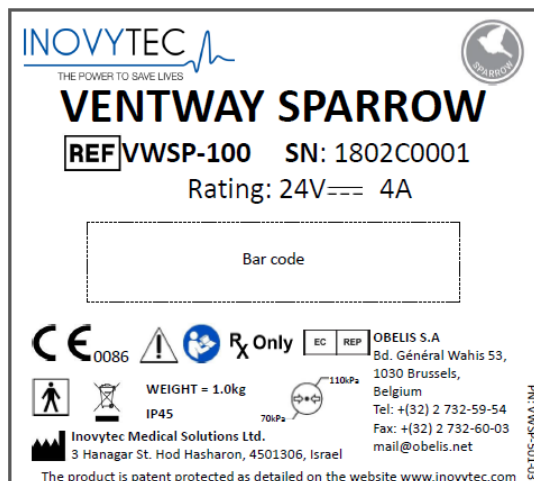 INOVYTEC
THE POWER TO SAVE LIVES
SPARROW
VENTWAY SPARROW
REF VWSP-100 SN: 1802C0001
Rating: 24V 4A
Bar code
CE 0086
Rx Only
EC REP
OBELIS S.A
Bd. Général Wahis 53,
1030 Brussels,
Belgium
Tel: +(32) 2 732-59-54
Fax: +(32) 2 732-60-03
mail@obelis.net
WEIGHT = 1.0kg
IP45
110kPa
70kPa
Inovytec Medical Solutions Ltd.
3 Hanagar St. Hod Hasharon, 4501306, Israel
The product is patent protected as detailed on the website www.inovytec.com